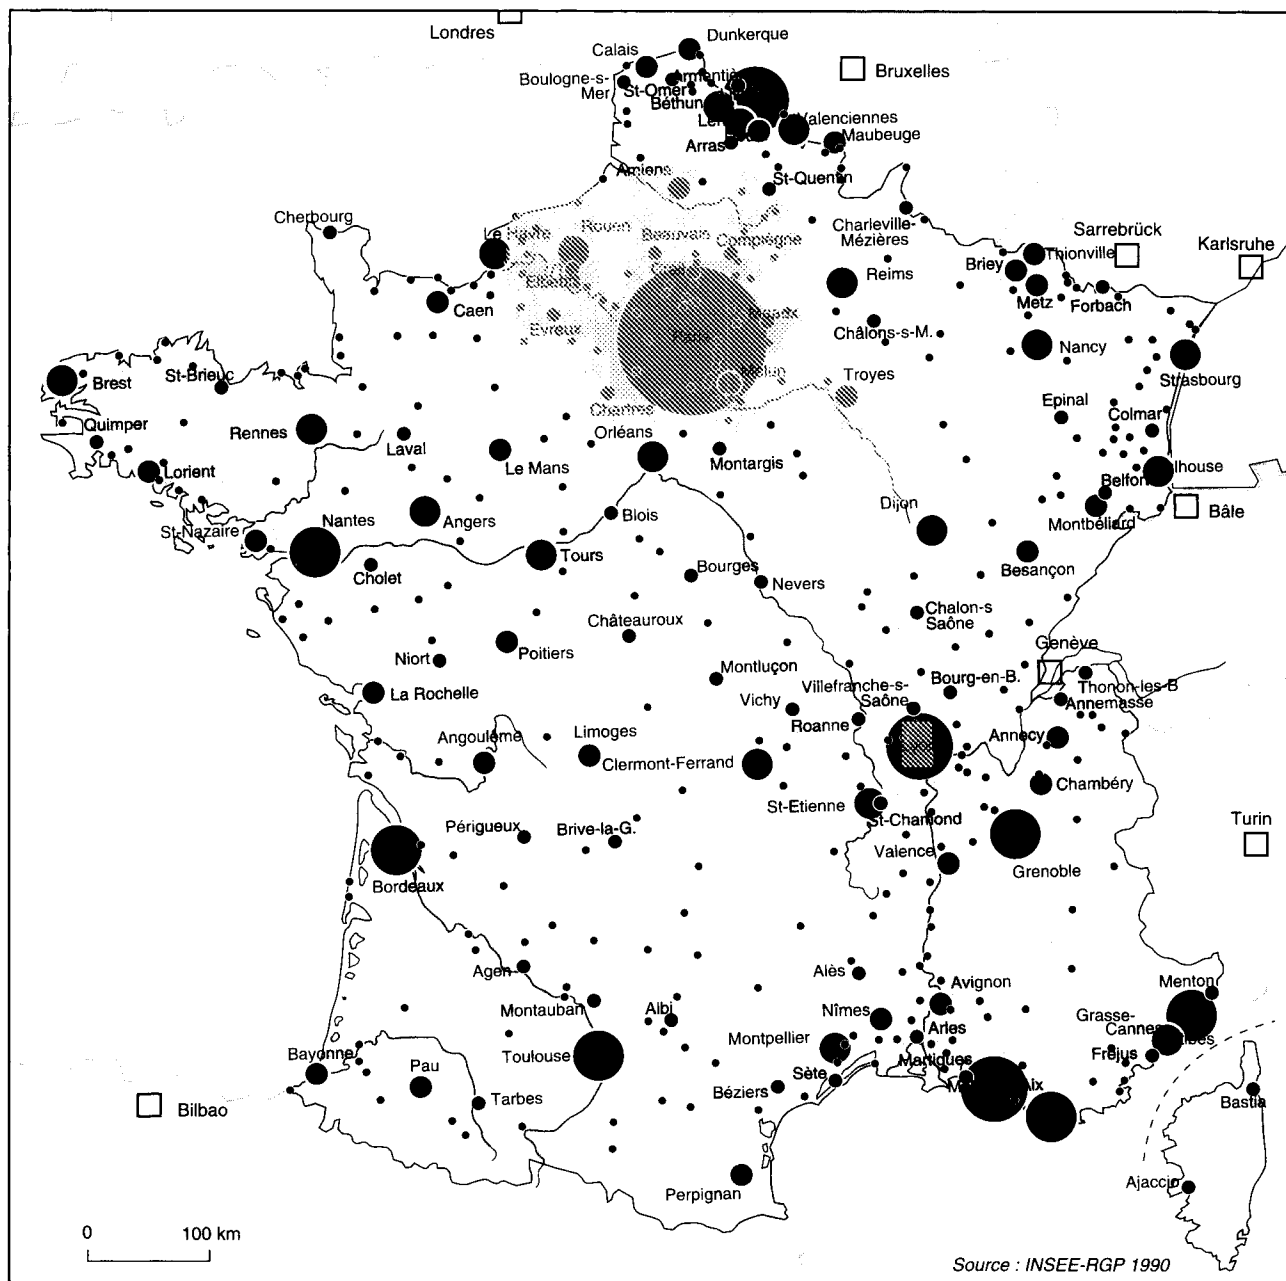 Londres
Dunkerque
Calais
Bruxelles
Boulogne-s-
Mer
St-Omer
Arras
Valenciennes
Maubeuge
Amiens
St-Quentin
Cherbourg
Le Havre
Rouen
Beauvais
Compiègne
Charleville-
Mézières
Sarrebrück
Karlsruhe
Thionville
Briey
Reims
Metz
Forbach
Caen
Evreux
Meaux
Châlons-s-M.
Nancy
Strasbourg
Brest
St-Brieuc
Melun
Troyes
Chartres
Epinal
Colmar
Quimper
Rennes
Laval
Le Mans
Orléans
Montargis
Lorient
Belfort
Montbéliard
Bâle
Dijon
Nantes
Angers
Blois
St-Nazaire
Tours
Cholet
Bourges
Nevers
Besançon
Châteauroux
Chalon-s
Saône
Genève
Niort
Poitiers
Montluçon
La Rochelle
Vichy
Villefranche-s-
Saône
Bourg-en-B.
Thonon-les-B
Annemasse
Roanne
Annecy
Angoulême
Limoges
Clermont-Ferrand
Chambéry
St-Etienne
St-Chamond
Périgueux
Brive-la-G.
Valence
Grenoble
Turin
Bordeaux
Agen
Alès
Avignon
Menton
Montauban
Albi
Nîmes
Grasse-
Cannes
Toulouse
Montpellier
Arles
Fréjus
Bayonne
Pau
Sète
Martigues
Aix
Bilbao
Tarbes
Béziers
Bastia
Perpignan
Ajaccio
0 100 km
Source : INSEE-RGP 1990